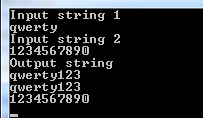 Input string 1
qwerty
Input string 2
1234567890
Output string
qwerty123
qwerty123
1234567890